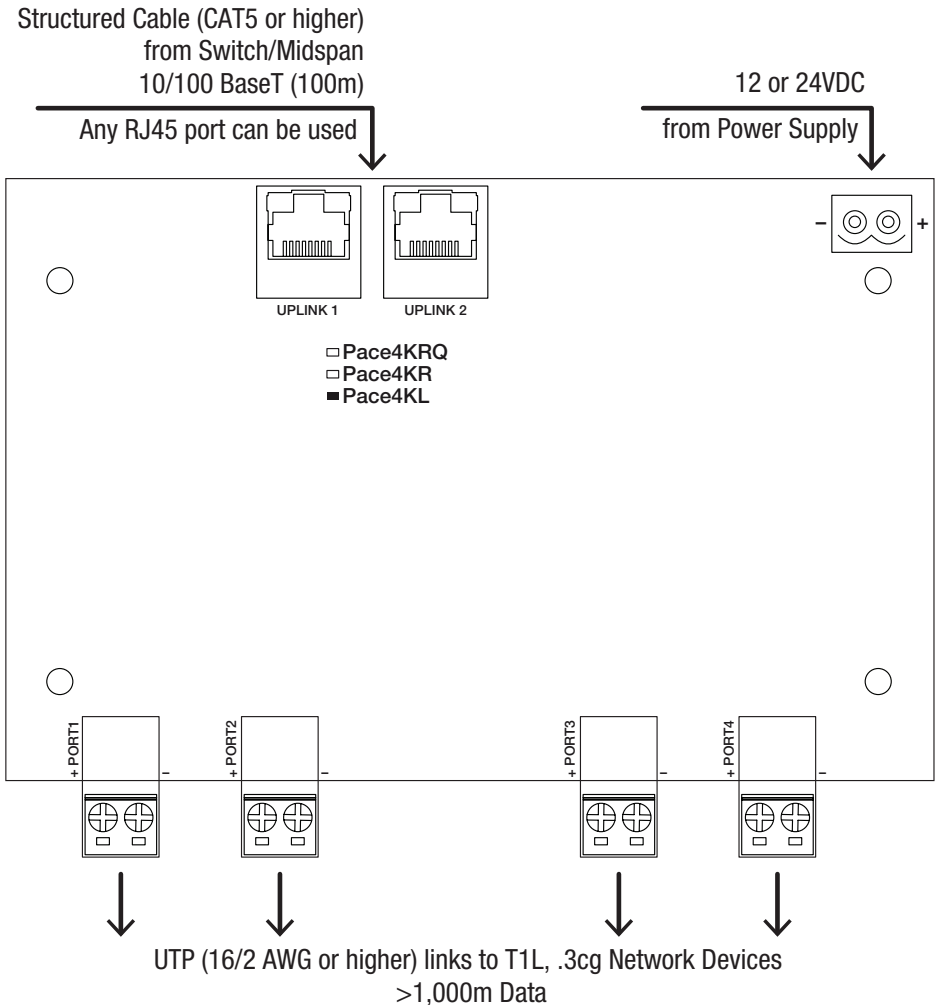 Structured Cable (CAT5 or higher)
from Switch/Midspan
10/100 BaseT (100m)
Any RJ45 port can be used
12 or 24VDC
from Power Supply
–
+
UPLINK 1
UPLINK 2
Pace4KRQ
Pace4KR
Pace4KL
+ PORT1 –
+ PORT2 –
+ PORT3 –
+ PORT4 –
UTP (16/2 AWG or higher) links to T1L, .3cg Network Devices
>1,000m Data